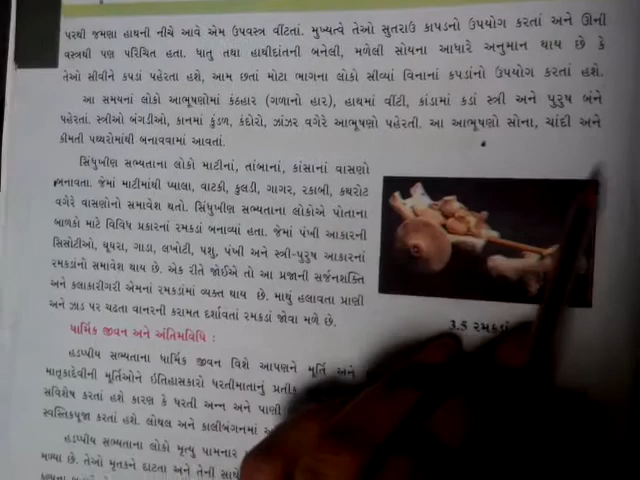 પરથી જમણા હાથની નીચે આવે એમ ઉપવસ્ત્ર વીંટતાં. મુખ્યત્વે તેઓ સુતરાઉ કાપડનો ઉપયોગ કરતાં અને ઊની
વસ્ત્રથી પણ પરિચિત હતા. ધાતુ તથા હાથીદાંતની બનેલી, મળેલી સોયના આધારે અનુમાન થાય છે કે
તેઓ સીવીને કપડાં પહેરતા હશે, આમ છતાં મોટા ભાગના લોકો સીવ્યાં વિનાનાં કપડાંનો ઉપયોગ કરતાં હશે.
આ સમયનાં લોકો આભૂષણોમાં કંઠહાર (ગળાનો હાર), હાથમાં વીંટી, કાંડામાં કડાં સ્ત્રી અને પુરુષ બંને
પહેરતાં. સ્ત્રીઓ બંગડીઓ, કાનમાં કુંડળ, કંદોરો, ઝાંઝર વગેરે આભૂષણો પહેરતી. આ આભૂષણો સોના, ચાંદી અને
કીમતી પથ્થરોમાંથી બનાવવામાં આવતાં.
સિંધુખીણ સભ્યતાના લોકો માટીનાં, તાંબાનાં, કાંસાનાં વાસણો
બનાવતા. જેમાં માટીમાંથી પ્યાલા, વાટકી, કુલડી, ગાગર, રકાબી, કથરોટ
વગેરે વાસણોનો સમાવેશ થતો. સિંધુખીણ સભ્યતાના લોકોએ પોતાના
બાળકો માટે વિવિધ પ્રકારનાં રમકડાં બનાવ્યાં હતા. જેમાં પંખી આકારની
સિસોટીઓ, ઘૂઘરા, ગાડા, લખોટી, પશુ, પંખી અને સ્ત્રી-પુરુષ આકારનાં
રમકડાંનો સમાવેશ થાય છે. એક રીતે જોઈએ તો આ પ્રજાની સર્જનશક્તિ
અને કલાકારીગરી એમનાં રમકડાંમાં વ્યક્ત થાય છે. માથું હલાવતા પ્રાણી
અને ઝાડ પર ચઢતા વાનરની કરામત દર્શાવતાં રમકડાં જોવા મળે છે.
3.5 રમકડાં
ધાર્મિક જીવન અને અંતિમવિધિ :
હડપ્પીય સભ્યતાના ધાર્મિક જીવન વિશે આપણને મૂર્તિ અને
માતૃકાદેવીની મૂર્તિઓને ઇતિહાસકારો ધરતીમાતાનું પ્રતીક
સવિશેષ કરતાં હશે કારણ કે ધરતી અન્ન અને પાણી
સ્વસ્તિકપૂજા કરતાં હશે. લોથલ અને કાલીબંગનમાં
હડપ્પીય સભ્યતાના લોકો મૃત્યુ પામનાર
મળ્યા છે. તેઓ મૃતકને દાટતા અને તેની સાથે